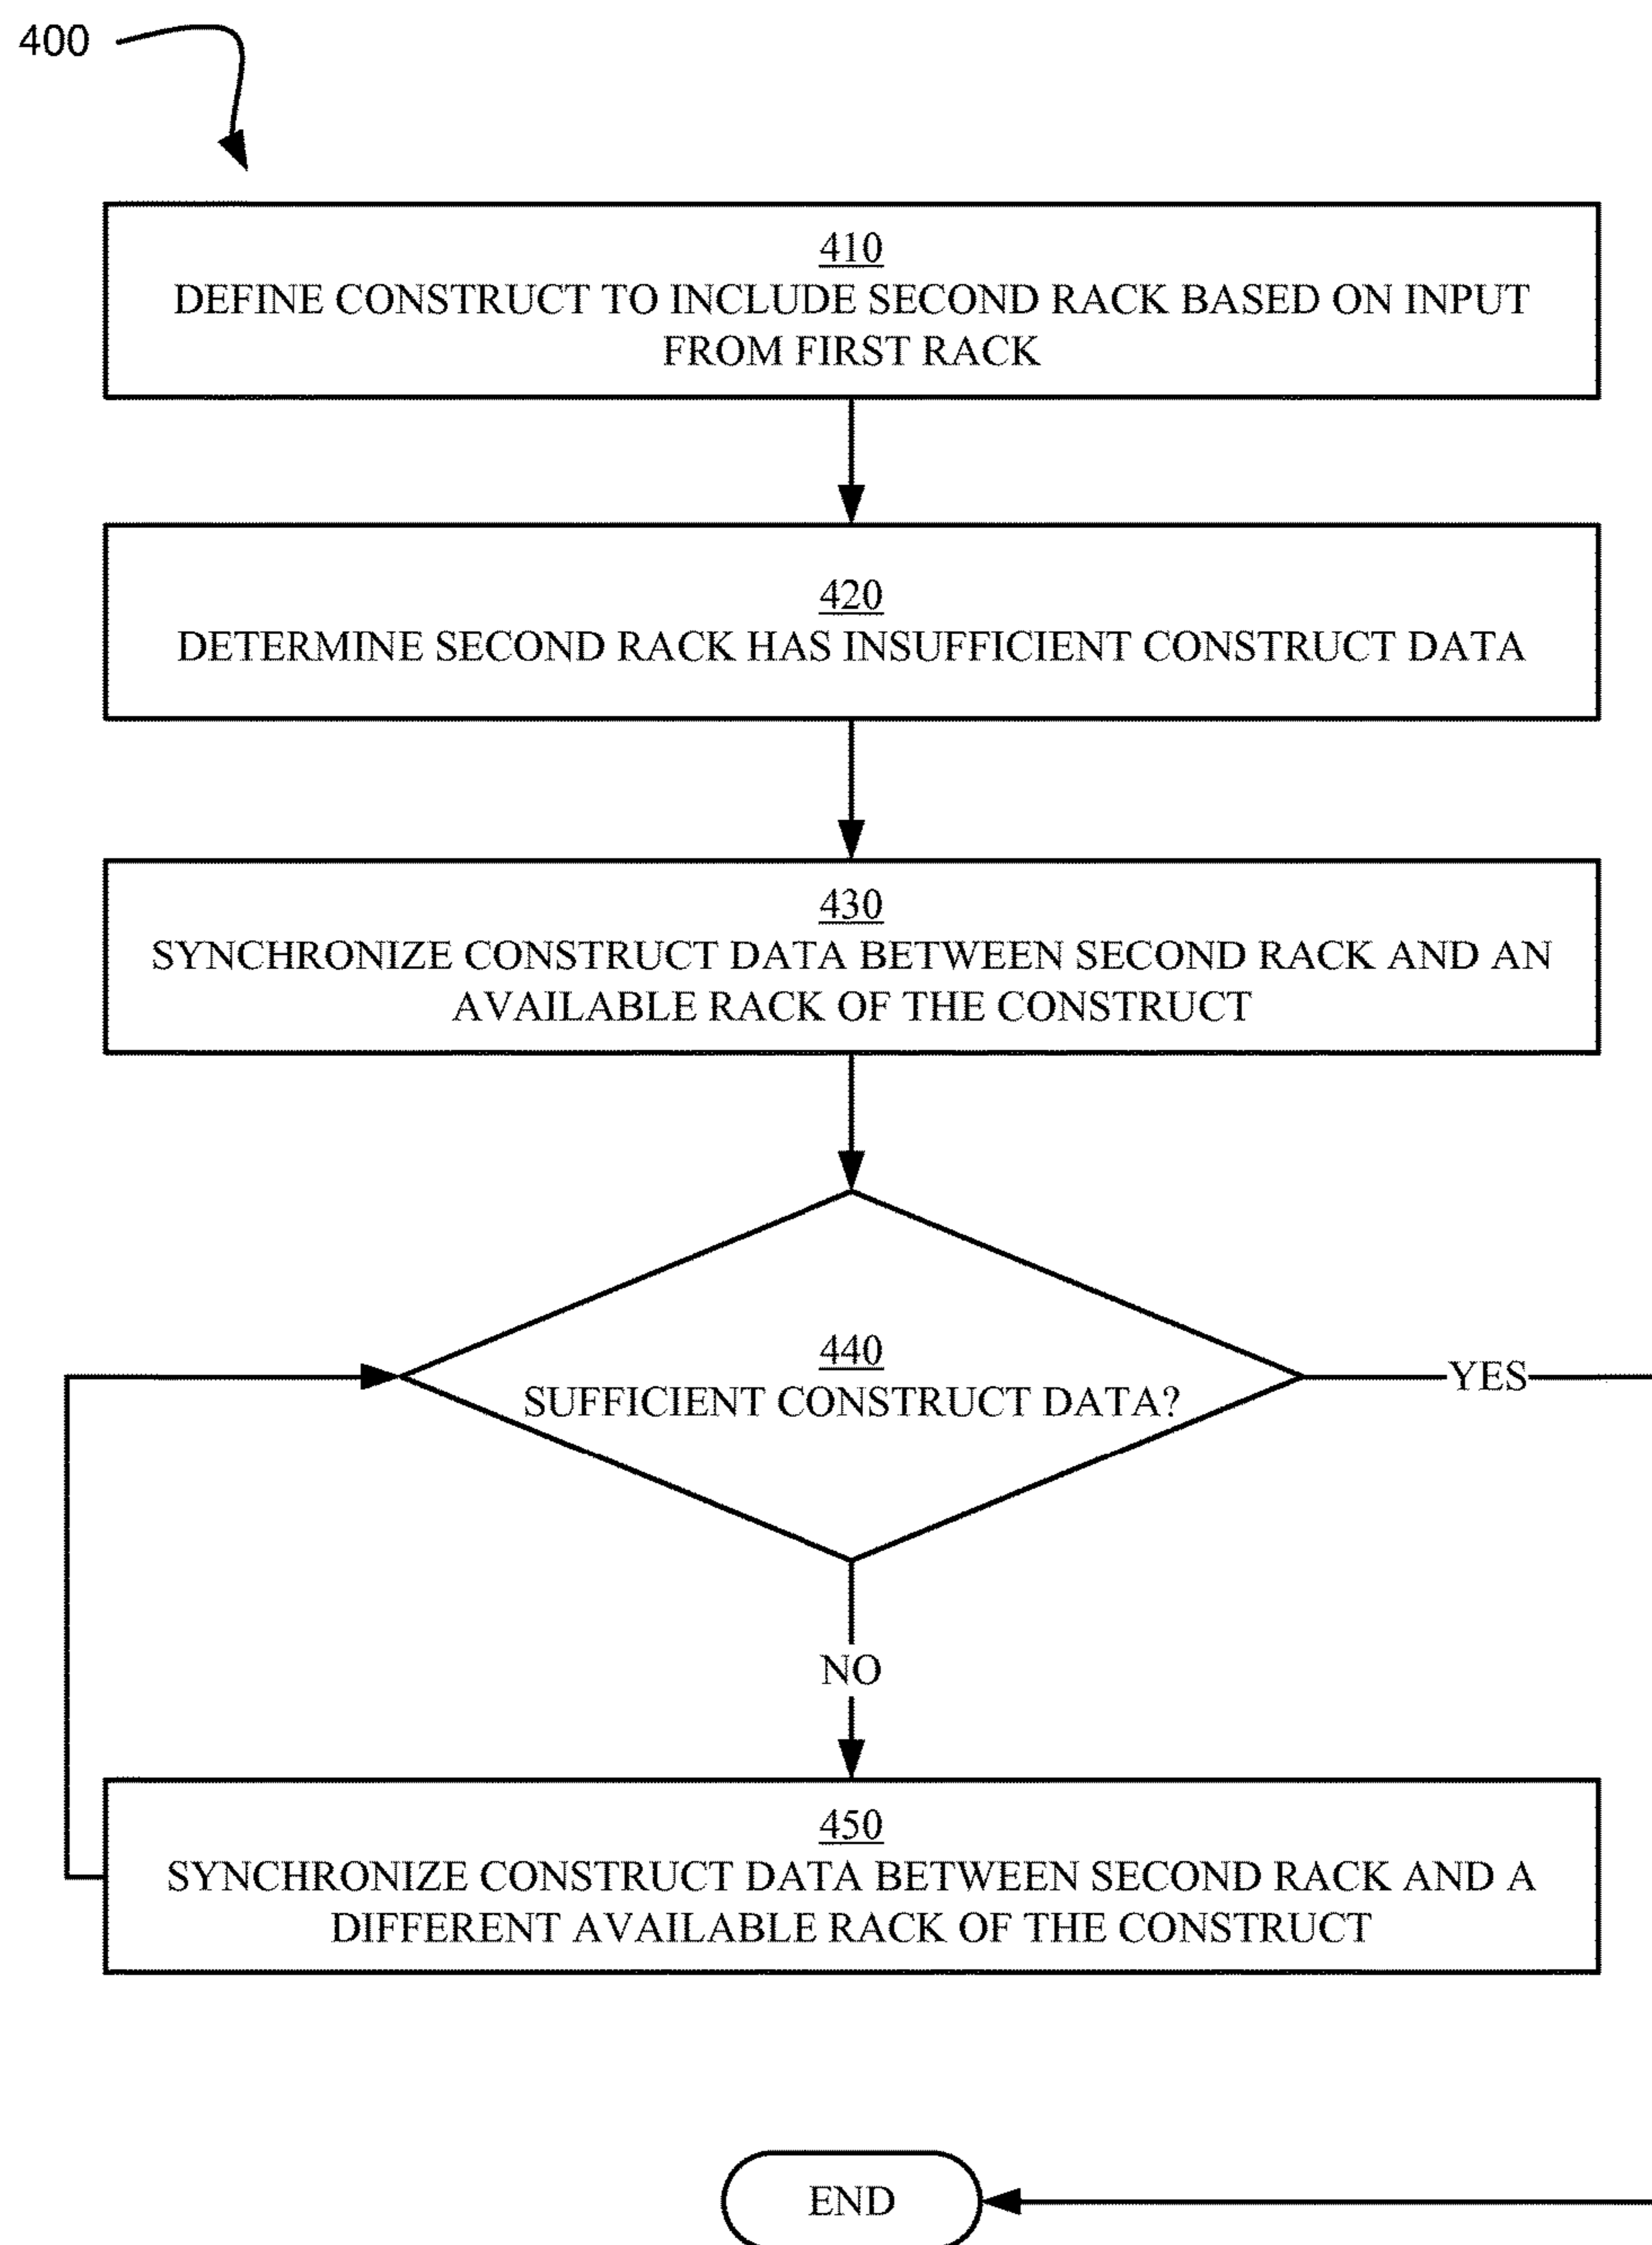 400
410
DEFINE CONSTRUCT TO INCLUDE SECOND RACK BASED ON INPUT
FROM FIRST RACK
420
DETERMINE SECOND RACK HAS INSUFFICIENT CONSTRUCT DATA
430
SYNCHRONIZE CONSTRUCT DATA BETWEEN SECOND RACK AND AN
AVAILABLE RACK OF THE CONSTRUCT
440
SUFFICIENT CONSTRUCT DATA?
YES
NO
450
SYNCHRONIZE CONSTRUCT DATA BETWEEN SECOND RACK AND A
DIFFERENT AVAILABLE RACK OF THE CONSTRUCT
END